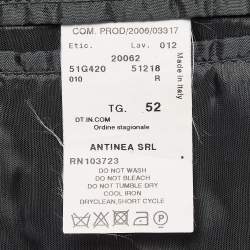 COM. PROD/2006/03317
Etic. Lav. 012
20062
51G420 51218
010 R
Made in Italy
TG. 52
OT IN.COM
Ordine stagionale
ANTINEA SRL
RN103723
DO NOT WASH
DO NOT BLEACH
DO NOT TUMBLE DRY
COOL IRON
DRYCLEAN,SHORT CYCLE